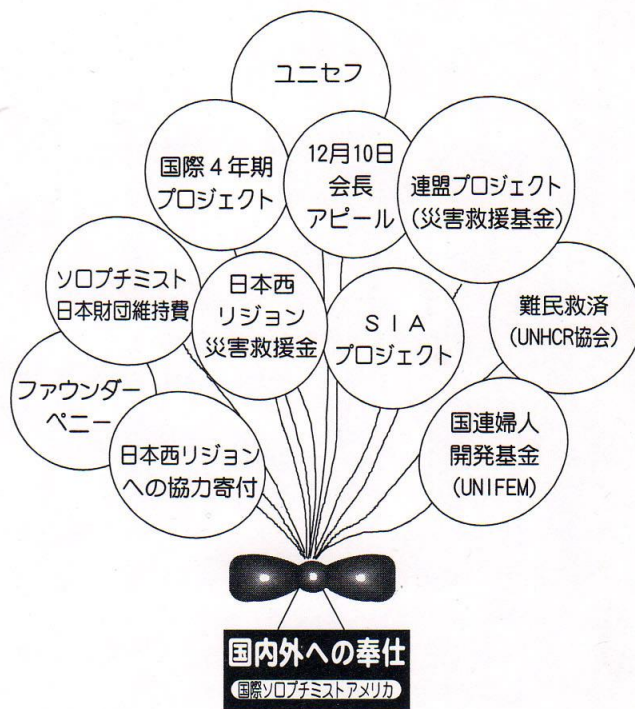 ユニセフ
国際4年期
プロジェクト
12月10日
会長
アピール
連盟プロジェクト
(災害救援基金)
ソロプチミスト
日本財団維持費
日本西
リジョン
災害救援金
SIA
プロジェクト
難民救済
(UNHCR協会)
ファウンダー
ペニー
日本西リジョン
への協力寄付
国連婦人
開発基金
(UNIFEM)
国内外への奉仕
国際ソロプチミストアメリカ